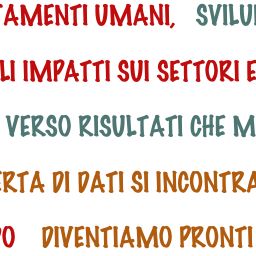 TAMENTI UMANI, SVILU
LI IMPATTI SUI SETTORI E
VERSO RISULTATI CHE M
ERTA DI DATI SI INCONTRA
PO DIVENTIAMO PRONTI